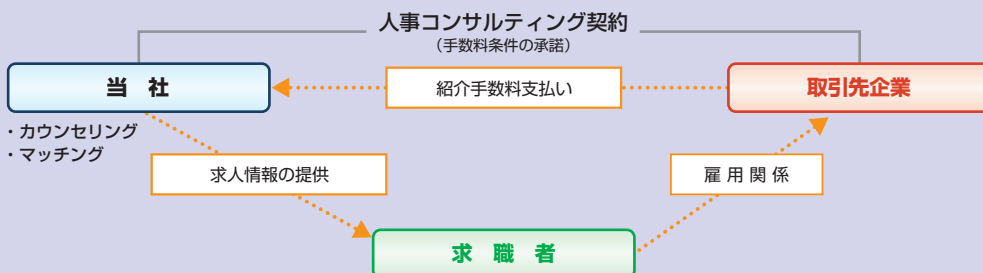 人事コンサルティング契約
（手数料条件の承諾）
当 社
紹介手数料支払い
取引先企業
・カウンセリング
・マッチング
求人情報の提供
雇 用 関 係
求 職 者